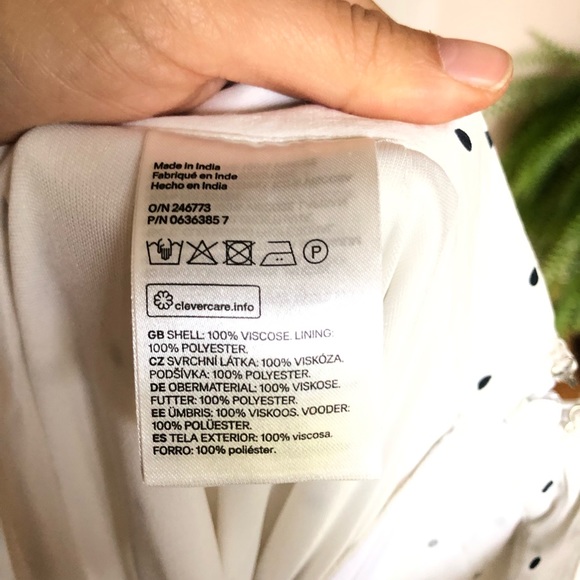 Made in India
Fabriqué en Inde
Hecho en India
O/N 246773
P/N 0636385 7
P
clevercare.info
GB SHELL: 100% VISCOSE. LINING:
100% POLYESTER.
CZ SVRCHNÍ LÁTKA: 100% VISKÓZA.
PODŠÍVKA: 100% POLYESTER.
DE OBERMATERIAL: 100% VISKOSE.
FUTTER: 100% POLYESTER.
EE ÜMBRIS: 100% VISKOOS. VOODER:
100% POLÜESTER.
ES TELA EXTERIOR: 100% viscosa.
FORRO: 100% poliéster.